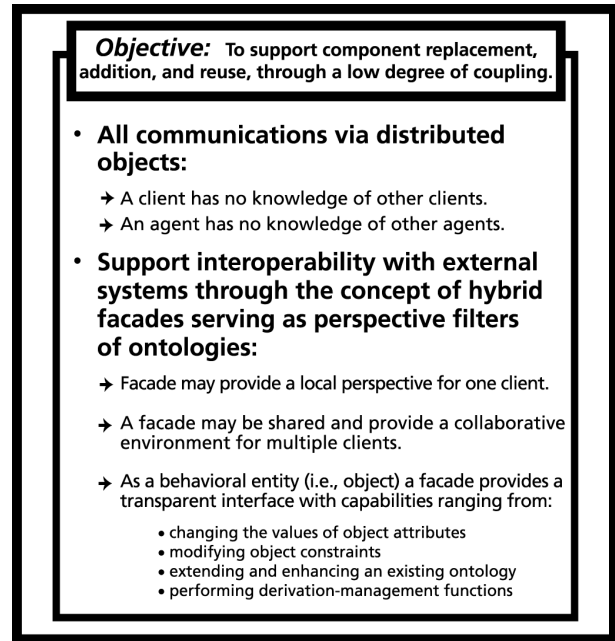 Objective: To support component replacement,
addition, and reuse, through a low degree of coupling.
• All communications via distributed
objects:
→ A client has no knowledge of other clients.
→ An agent has no knowledge of other agents.
• Support interoperability with external
systems through the concept of hybrid
facades serving as perspective filters
of ontologies:
→ Facade may provide a local perspective for one client.
→ A facade may be shared and provide a collaborative
environment for multiple clients.
→ As a behavioral entity (i.e., object) a facade provides a
transparent interface with capabilities ranging from:
• changing the values of object attributes
• modifying object constraints
• extending and enhancing an existing ontology
• performing derivation-management functions